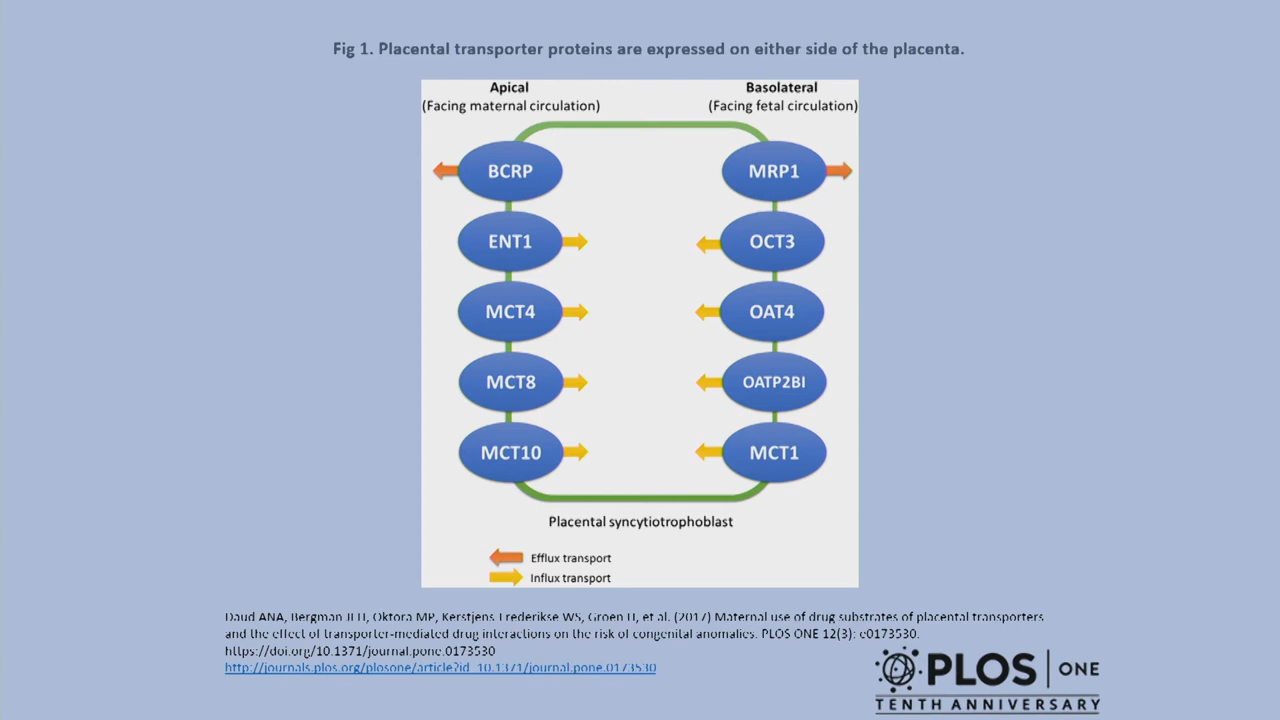 Fig 1. Placental transporter proteins are expressed on either side of the placenta.
Apical
(Facing maternal circulation)
Basolateral
(Facing fetal circulation)
BCRP
MRP1
ENT1
OCT3
MCT4
OAT4
MCT8
OATP2BI
MCT10
MCT1
Placental syncytiotrophoblast
Efflux transport
Influx transport
Daud ANA, Bergman JEH, Oktora MP, Kerstjens-Frederikse WS, Groen H, et al. (2017) Maternal use of drug substrates of placental transporters
and the effect of transporter-mediated drug interactions on the risk of congenital anomalies. PLOS ONE 12(3): e0173530.
https://doi.org/10.1371/journal.pone.0173530
http://journals.plos.org/plosone/article?id=10.1371/journal.pone.0173530
PLOS | ONE
TENTH ANNIVERSARY